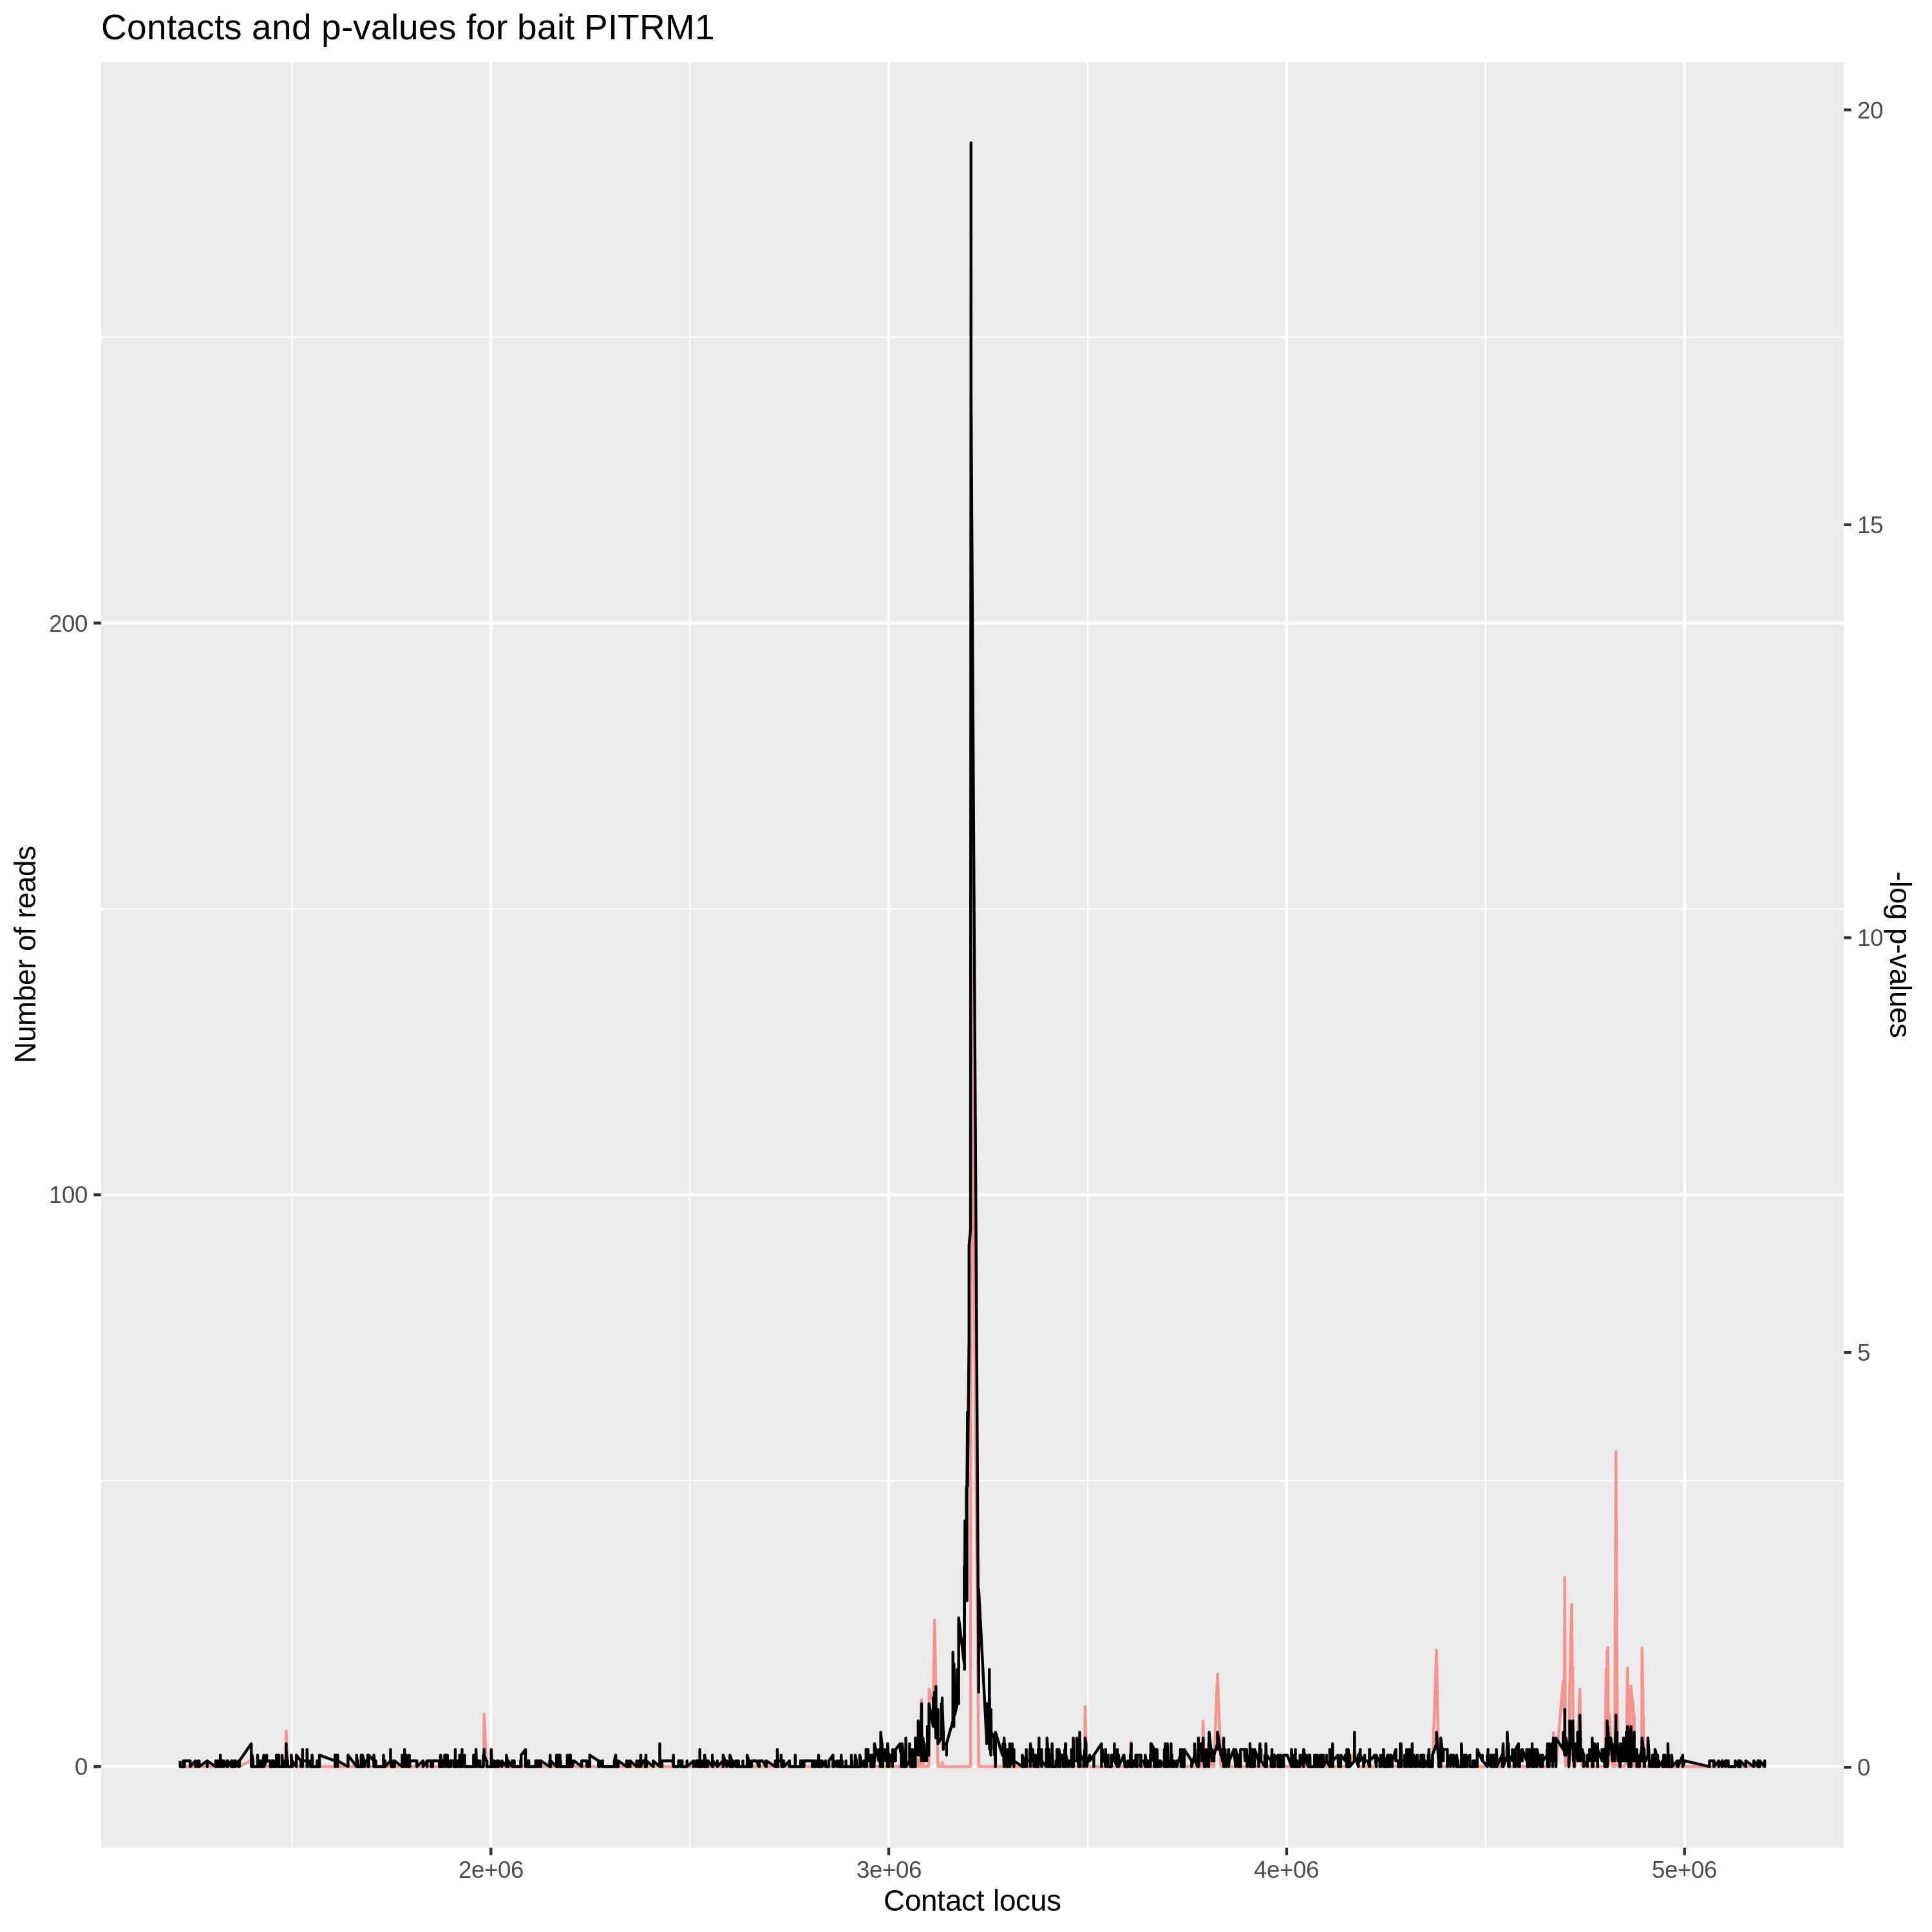 Contacts and p-values for bait PITRM1
Number of reads
200
100
0
20
15
10
5
0
-log p-values
2e+06
3e+06
4e+06
5e+06
Contact locus